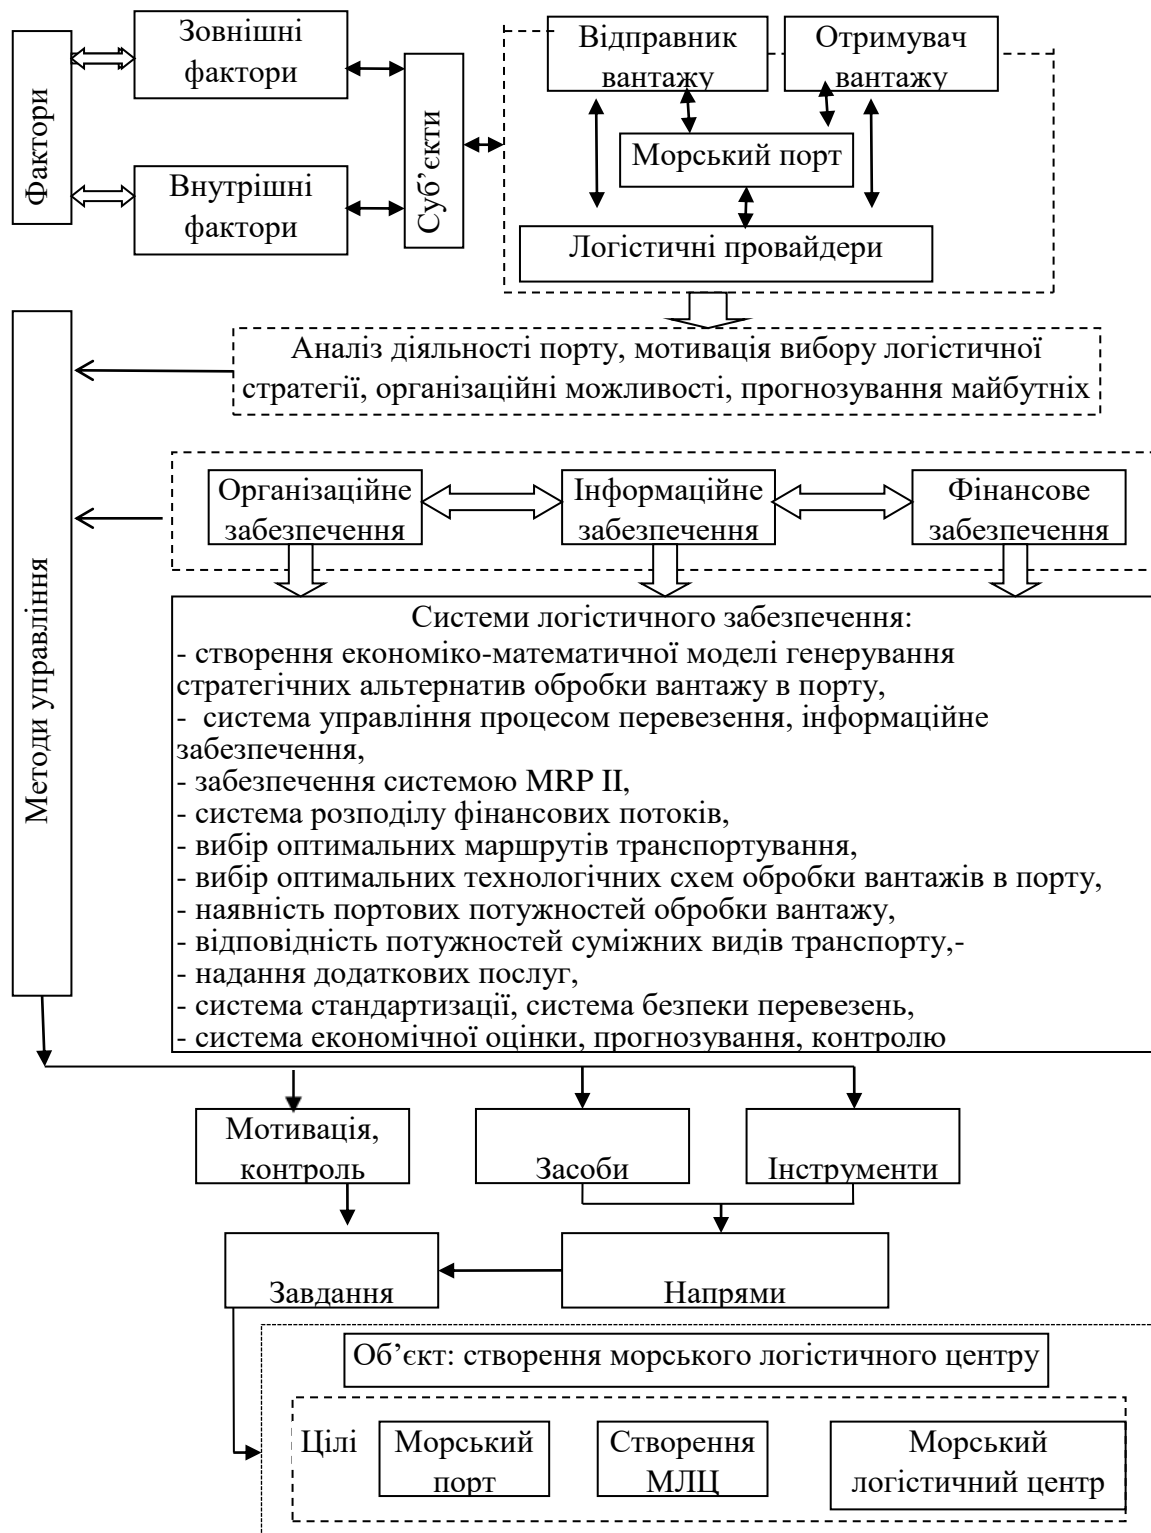 Фактори
Зовнішні
фактори
Внутрішні
фактори
Суб’єкти
Відправник
вантажу
Отримувач
вантажу
Морський порт
Логістичні провайдери
Аналіз діяльності порту, мотивація вибору логістичної
стратегії, організаційні можливості, прогнозування майбутніх
Методи управління
Організаційне
забезпечення
Інформаційне
забезпечення
Фінансове
забезпечення
Системи логістичного забезпечення:
- створення економіко-математичної моделі генерування
стратегічних альтернатив обробки вантажу в порту,
- система управління процесом перевезення, інформаційне
забезпечення,
- забезпечення системою MRP II,
- система розподілу фінансових потоків,
- вибір оптимальних маршрутів транспортування,
- вибір оптимальних технологічних схем обробки вантажів в порту,
- наявність портових потужностей обробки вантажу,
- відповідність потужностей суміжних видів транспорту,-
- надання додаткових послуг,
- система стандартизації, система безпеки перевезень,
- система економічної оцінки, прогнозування, контролю
Мотивація,
контроль
Засоби
Інструменти
Завдання
Напрями
Об’єкт: створення морського логістичного центру
Цілі
Морський
порт
Створення
МЛЦ
Морський
логістичний центр